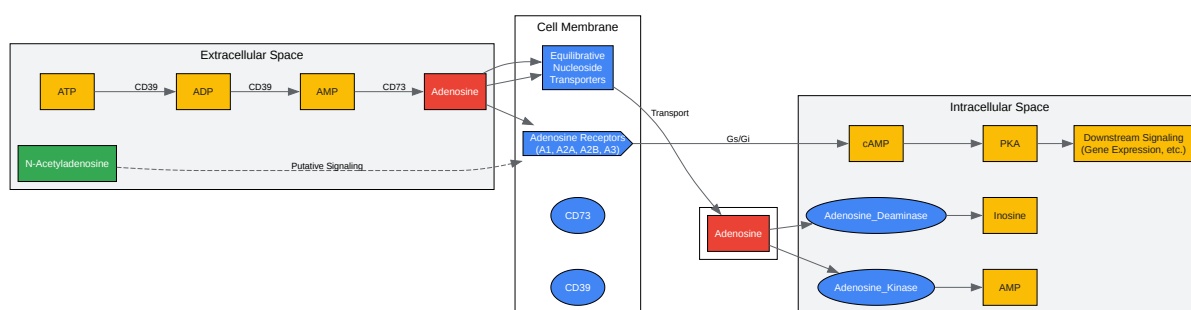 Cell Membrane
Extracellular Space
Equilibrative
Nucleoside
Transporters
ATP
CD39
ADP
CD39
AMP
CD73
Adenosine
Transport
Intracellular Space
Adenosine Receptors
(A1, A2A, A2B, A3)
Gs/Gi
cAMP
PKA
Downstream Signaling
(Gene Expression, etc.)
N-Acetyladenosine
Putative Signaling
CD73
Adenosine
Adenosine_Deaminase
Inosine
CD39
Adenosine_Kinase
AMP